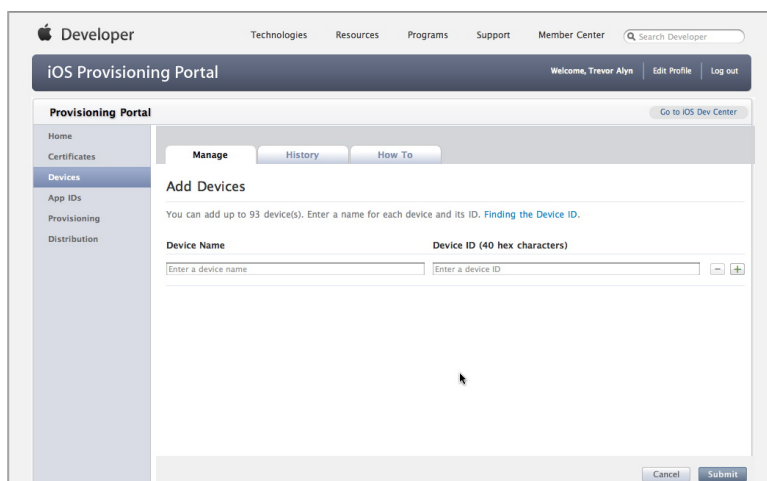 Developer
Technologies Resources Programs Support Member Center Search Developer
iOS Provisioning Portal
Welcome, Trevor Alyn Edit Profile Log out
Provisioning Portal
Go to iOS Dev Center
Home
Certificates
Devices
App IDs
Provisioning
Distribution
Manage History How To
Add Devices
You can add up to 93 device(s). Enter a name for each device and its ID. Finding the Device ID.
Device Name Device ID (40 hex characters)
Enter a device name Enter a device ID
Cancel Submit